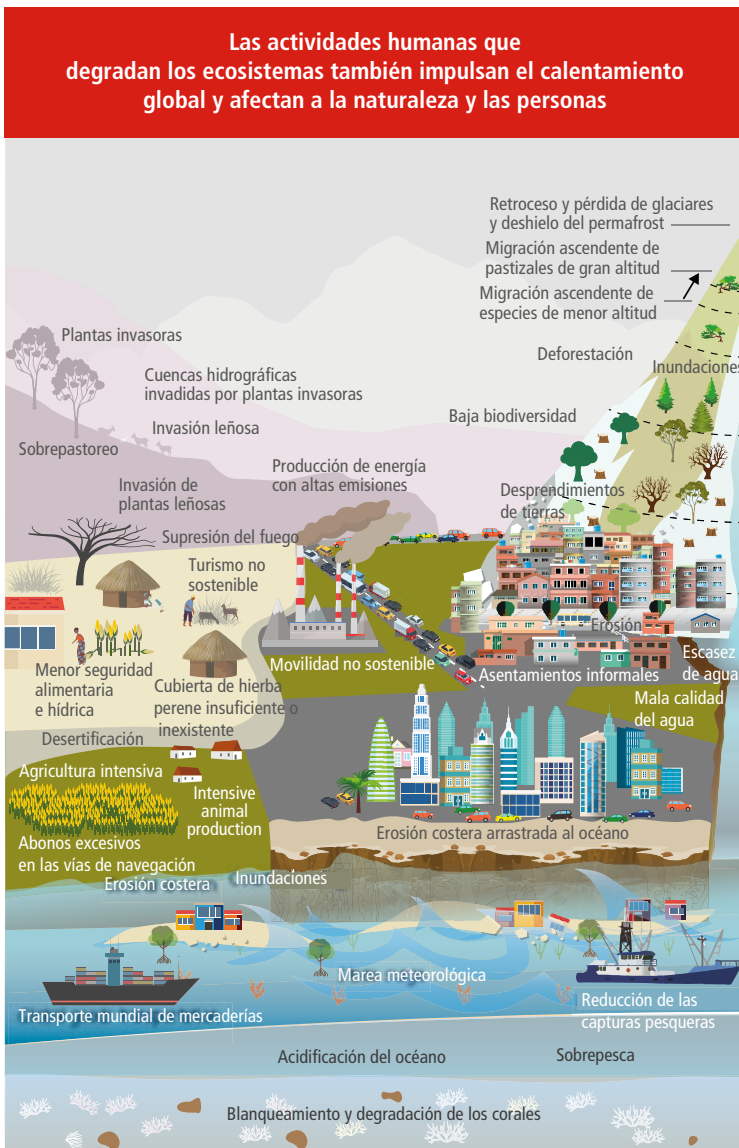 Las actividades humanas que
degradan los ecosistemas también impulsan el calentamiento
global y afectan a la naturaleza y las personas
Retroceso y pérdida de glaciares
y deshielo del permafrost
Migración ascendente de
pastizales de gran altitud
Migración ascendente de
especies de menor altitud
Plantas invasoras
Deforestación
Inundaciones
Cuencas hidrográficas
invadidas por plantas invasoras
Baja biodiversidad
Invasión leñosa
Sobrepastoreo
Producción de energía
con altas emisiones
Invasión de
plantas leñosas
Desprendimientos
de tierras
Supresión del fuego
Turismo no
sostenible
Erosión
Escasez
de agua
Movilidad no sostenible
Asentamientos informales
Menor seguridad
alimentaria
e hídrica
Cubierta de hierba
perene insuficiente o
inexistente
Mala calidad
del agua
Desertificación
Agricultura intensiva
Intensive
animal
production
Erosión costera arrastrada al océano
Abonos excesivos
en las vías de navegación
Erosión costera
Inundaciones
Marea meteorológica
Transporte mundial de mercaderías
Reducción de las
capturas pesqueras
Acidificación del océano
Sobrepesca
Blanqueamiento y degradación de los corales